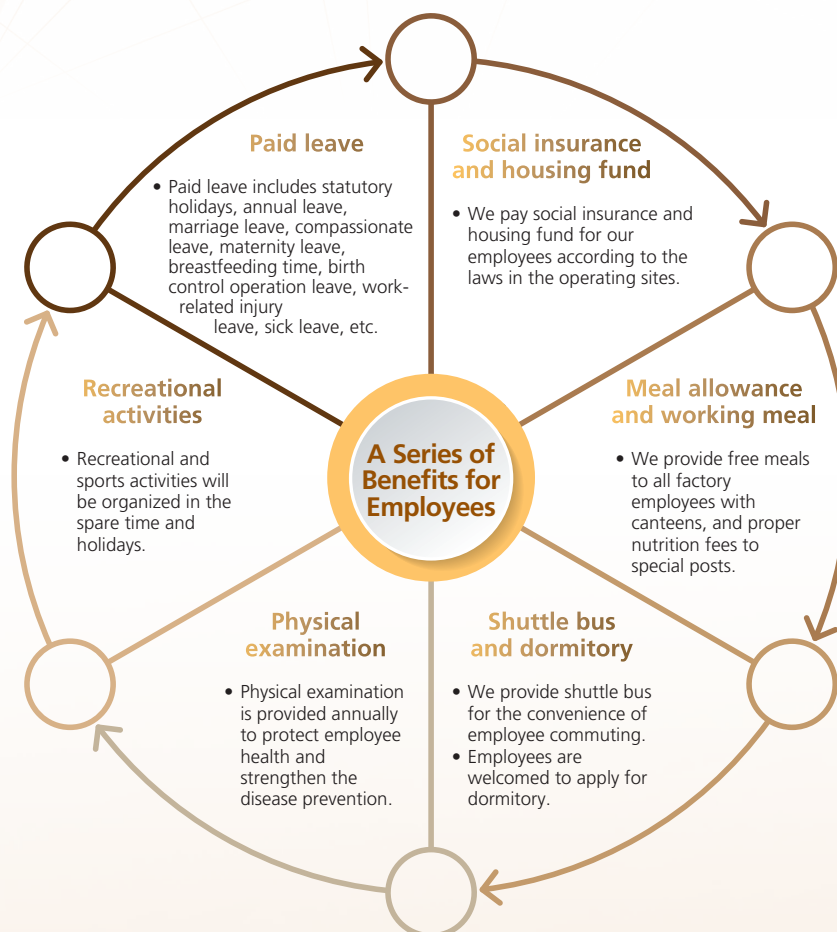 Paid leave
• Paid leave includes statutory
holidays, annual leave,
marriage leave, compassionate
leave, maternity leave,
breastfeeding time, birth
control operation leave, work-
related injury
leave, sick leave, etc.
Social insurance
and housing fund
• We pay social insurance and
housing fund for our
employees according to the
laws in the operating sites.
Recreational
activities
• Recreational and
sports activities will
be organized in the
spare time and
holidays.
A Series of
Benefits for
Employees
Meal allowance
and working meal
• We provide free meals
to all factory
employees with
canteens, and proper
nutrition fees to
special posts.
Physical
examination
• Physical examination
is provided annually
to protect employee
health and
strengthen the
disease prevention.
Shuttle bus
and dormitory
• We provide shuttle bus
for the convenience of
employee commuting.
• Employees are
welcomed to apply for
dormitory.